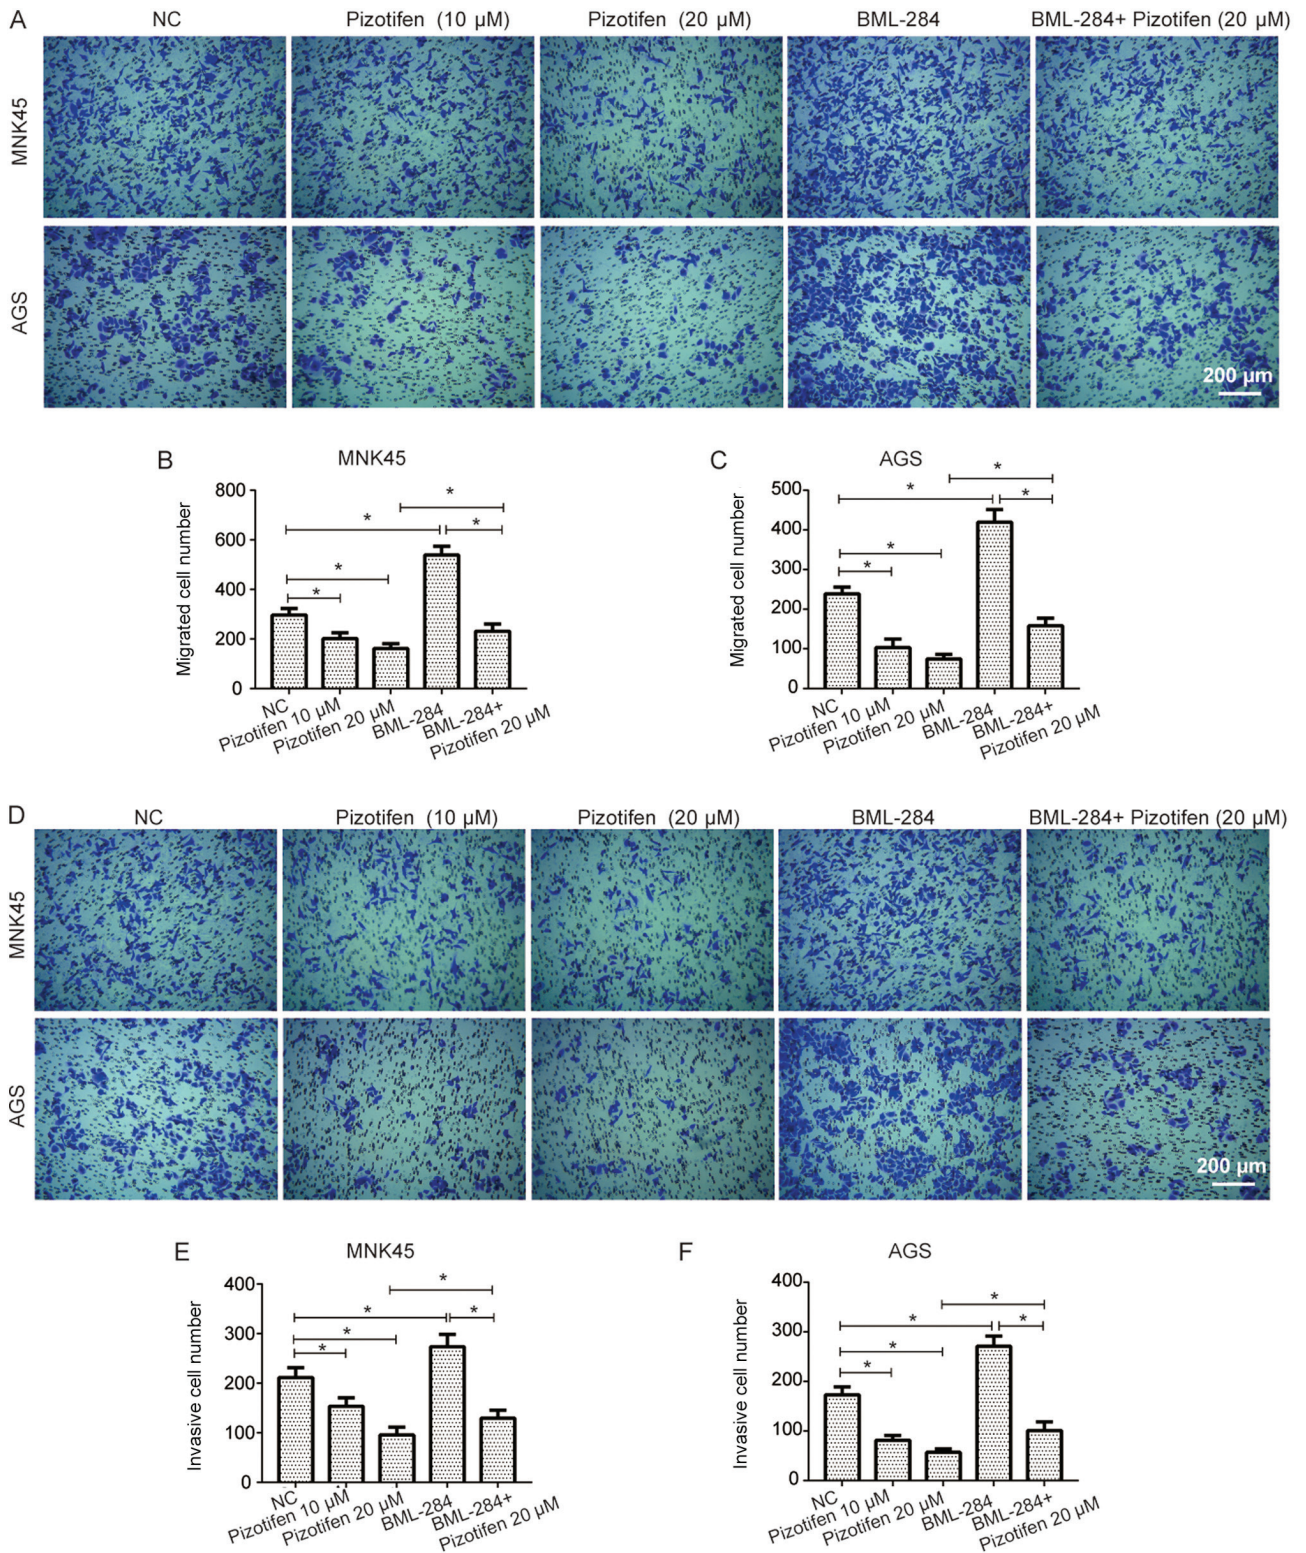 A
NC
Pizotifen (10 µM)
Pizotifen (20 µM)
BML-284
BML-284+ Pizotifen (20 µM)
MNK45
AGS
200 µm
B
MNK45
Migrated cell number
800
600
400
200
0
*
*
*
*
*
NC
Pizotifen 10 µM
Pizotifen 20 µM
BML-284
BML-284+
Pizotifen 20 µM
C
AGS
Migrated cell number
500
400
300
200
100
0
*
*
*
*
*
NC
Pizotifen 10 µM
Pizotifen 20 µM
BML-284
BML-284+
Pizotifen 20 µM
D
NC
Pizotifen (10 µM)
Pizotifen (20 µM)
BML-284
BML-284+ Pizotifen (20 µM)
MNK45
AGS
200 µm
E
MNK45
Invasive cell number
400
300
200
100
0
*
*
*
*
*
NC
Pizotifen 10 µM
Pizotifen 20 µM
BML-284
BML-284+
Pizotifen 20 µM
F
AGS
Invasive cell number
400
300
200
100
0
*
*
*
*
*
NC
Pizotifen 10 µM
Pizotifen 20 µM
BML-284
BML-284+
Pizotifen 20 µM